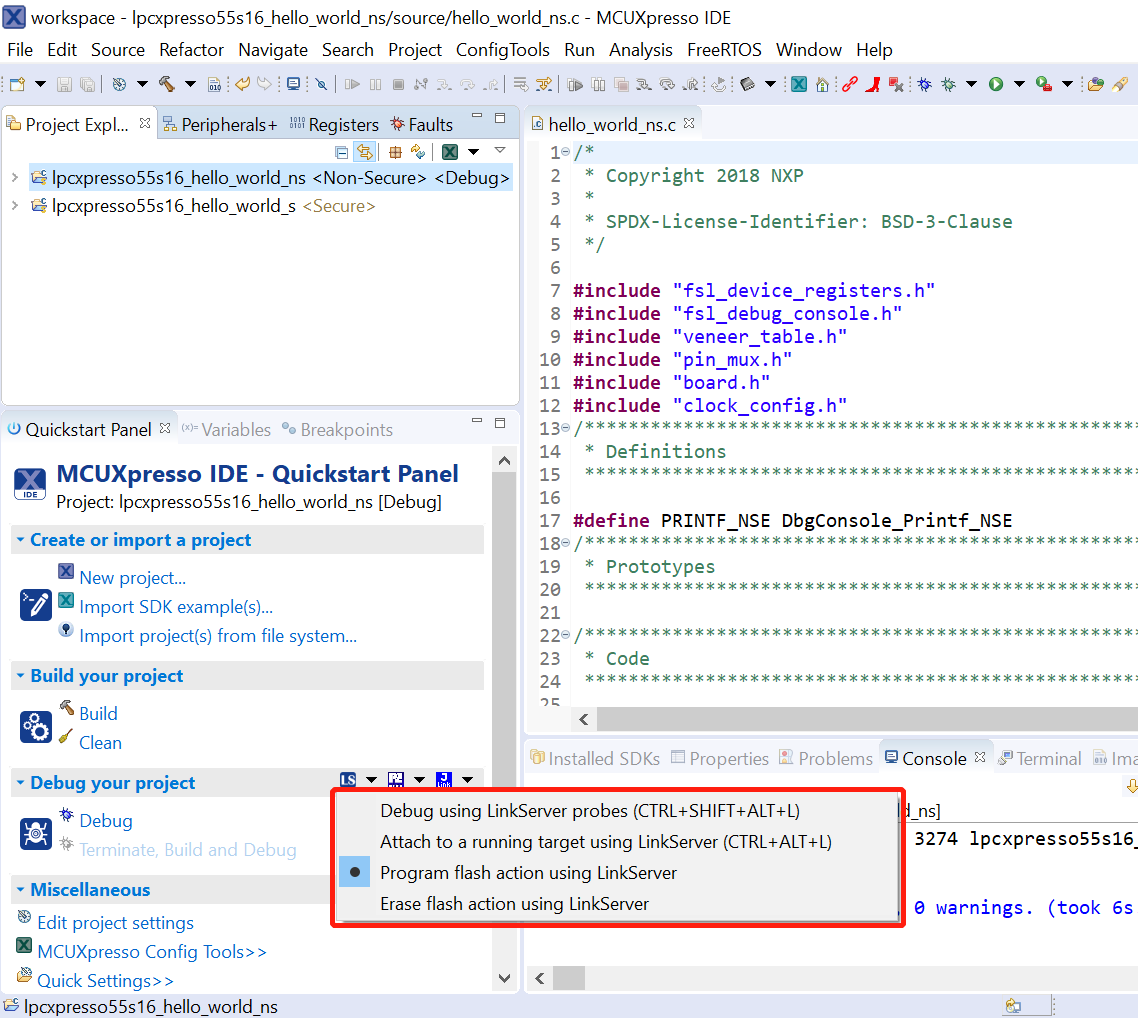 workspace - lpcxpresso55s16_hello_world_ns/source/hello_world_ns.c - MCUXpresso IDE
File Edit Source Refactor Navigate Search Project ConfigTools Run Analysis FreeRTOS Window Help
Project Expl... Peripherals+ Registers Faults
lpcxpresso55s16_hello_world_ns <Non-Secure> <Debug>
lpcxpresso55s16_hello_world_s <Secure>
hello_world_ns.c
1 /*
2 * Copyright 2018 NXP
3 *
4 * SPDX-License-Identifier: BSD-3-Clause
5 */
6
7 #include "fsl_device_registers.h"
8 #include "fsl_debug_console.h"
9 #include "veneer_table.h"
10 #include "pin_mux.h"
11 #include "board.h"
12 #include "clock_config.h"
13 /*****************************************************
14 * Definitions
15 *****************************************************
16
17 #define PRINTF_NSE DbgConsole_Printf_NSE
18 /*****************************************************
19 * Prototypes
20 *****************************************************
21
22 /*****************************************************
23 * Code
24 *****************************************************
25
Quickstart Panel (x)= Variables Breakpoints
MCUXpresso IDE - Quickstart Panel
IDE
Project: lpcxpresso55s16_hello_world_ns [Debug]
Create or import a project
New project...
Import SDK example(s)...
Import project(s) from file system...
Build your project
Build
Clean
Debug your project
LS
Debug
Terminate, Build and Debug
Miscellaneous
Edit project settings
MCUXpresso Config Tools>>
Quick Settings>>
Debug using LinkServer probes (CTRL+SHIFT+ALT+L)
Attach to a running target using LinkServer (CTRL+ALT+L)
Program flash action using LinkServer
Erase flash action using LinkServer
Installed SDKs Properties Problems Console Terminal Ima
d_ns]
3274 lpcxpresso55s16_
0 warnings. (took 6s
lpcxpresso55s16_hello_world_ns